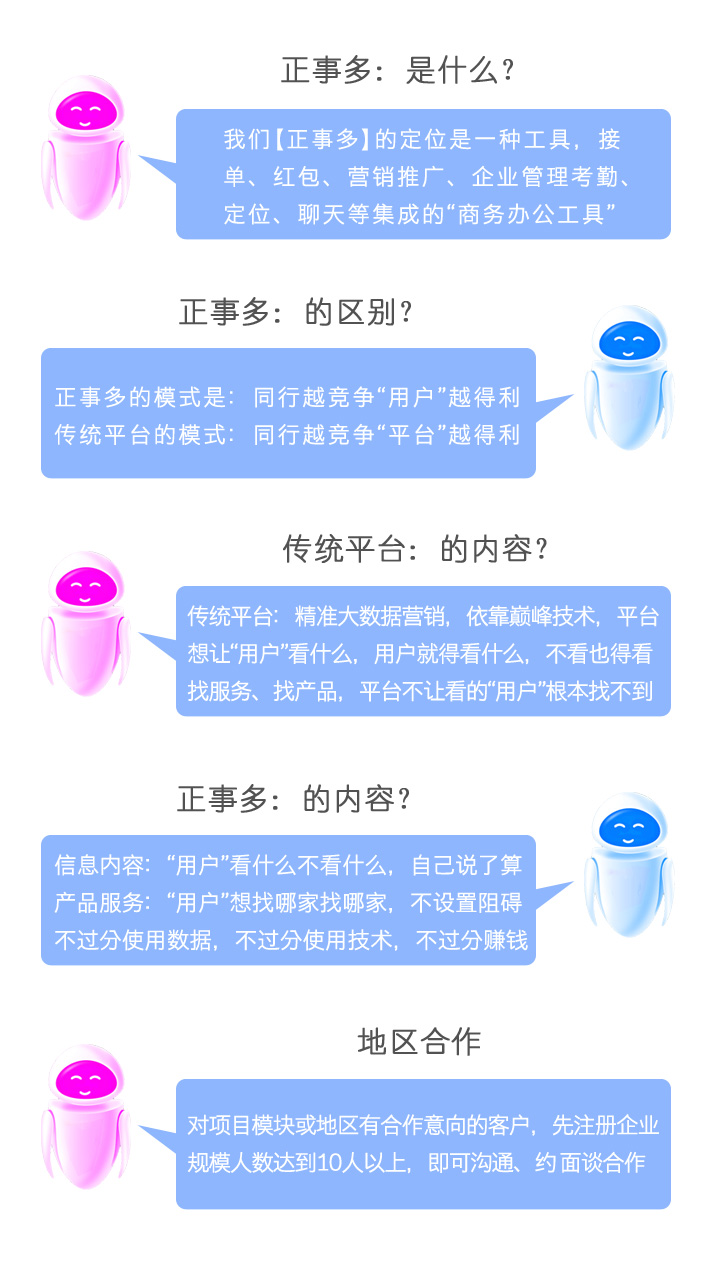 正事多：是什么？
我们【正事多】的定位是一种工具，接
单、红包、营销推广、企业管理考勤、
定位、聊天等集成的“商务办公工具”
正事多：的区别？
正事多的模式是：同行越竞争“用户”越得利
传统平台的模式：同行越竞争“平台”越得利
传统平台：的内容？
传统平台：精准大数据营销，依靠巅峰技术，平台
想让“用户”看什么，用户就得看什么，不看也得看
找服务、找产品，平台不让看的“用户”根本找不到
正事多：的内容？
信息内容：“用户”看什么不看什么，自己说了算
产品服务：“用户”想找哪家找哪家，不设置阻碍
不过分使用数据，不过分使用技术，不过分赚钱
地区合作
对项目模块或地区有合作意向的客户，先注册企业
规模人数达到10人以上，即可沟通、约面谈合作